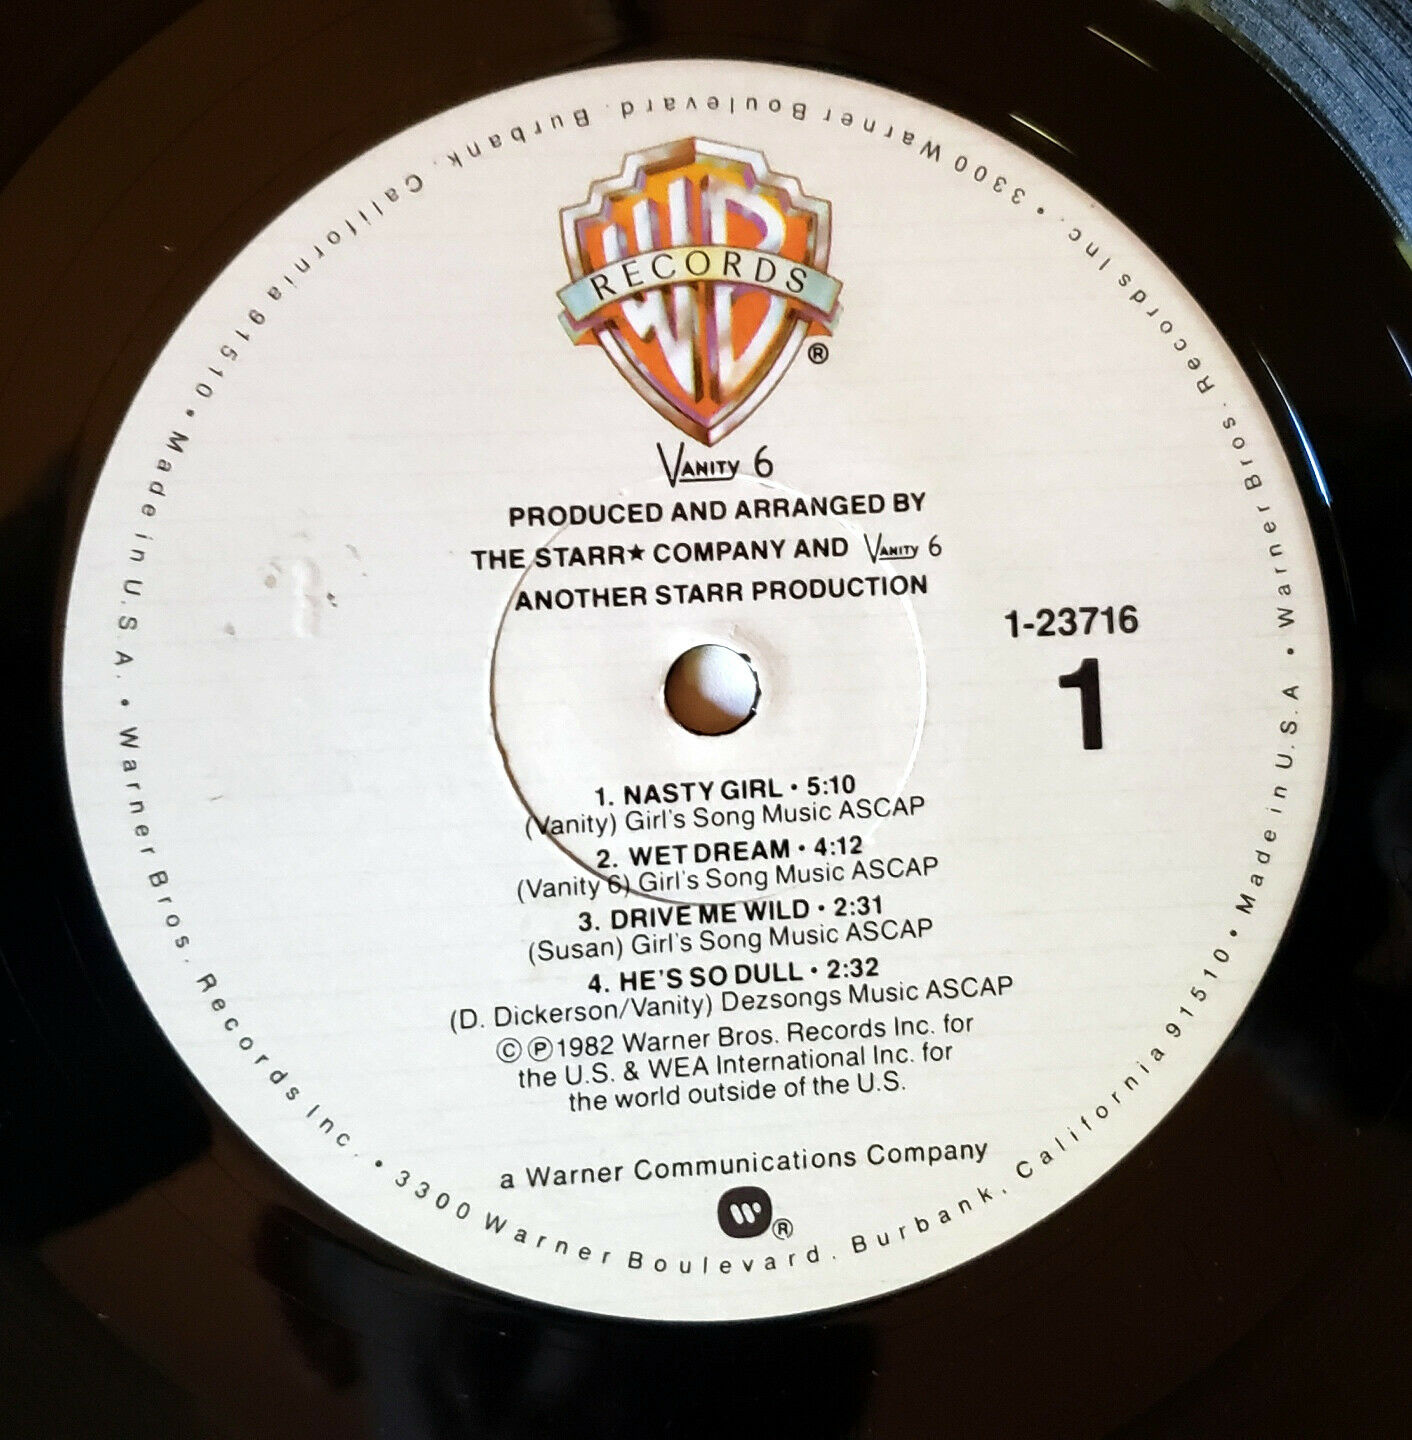 WB
RECORDS
®
Vanity 6
PRODUCED AND ARRANGED BY
THE STARR★ COMPANY AND Vanity 6
ANOTHER STARR PRODUCTION
1-23716
1
1. NASTY GIRL • 5:10
(Vanity) Girl's Song Music ASCAP
2. WET DREAM • 4:12
(Vanity 6) Girl's Song Music ASCAP
3. DRIVE ME WILD • 2:31
(Susan) Girl's Song Music ASCAP
4. HE'S SO DULL • 2:32
(D. Dickerson/Vanity) Dezsongs Music ASCAP
©℗1982 Warner Bros. Records Inc. for
the U.S. & WEA International Inc. for
the world outside of the U.S.
a Warner Communications Company
®
Made in U.S.A. • Warner Bros. Records Inc. • 3300 Warner Boulevard. Burbank. California 91510 • Made in U.S.A • Warner Bros. Records Inc. • 3300 Warner Boulevard. Burbank. California 91510 •